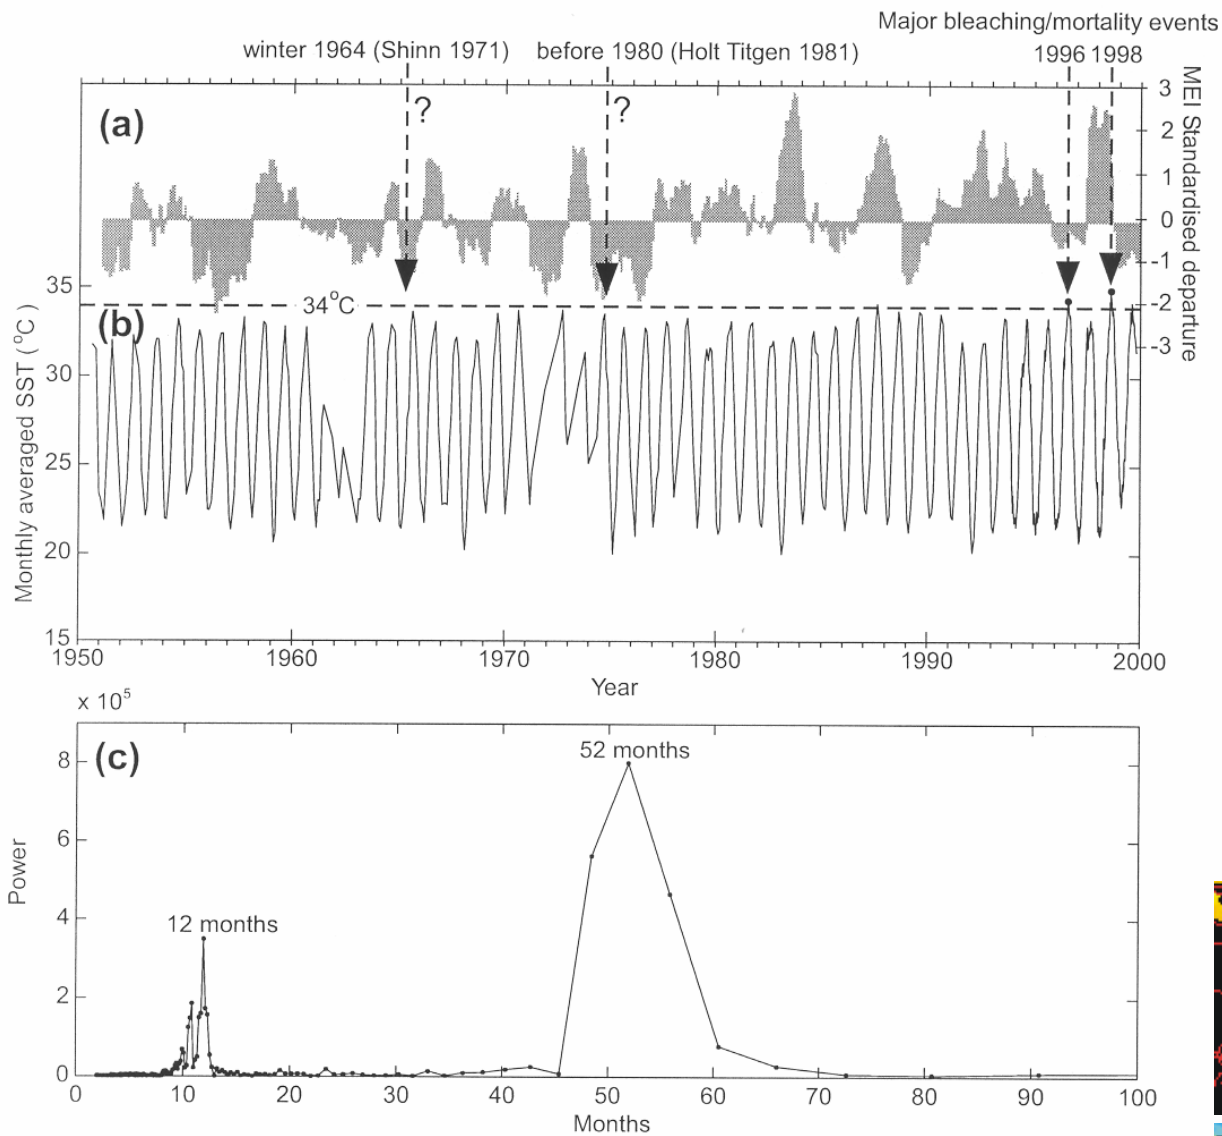 Major bleaching/mortality events
winter 1964 (Shinn 1971)
before 1980 (Holt Titgen 1981)
1996 1998
(a)
?
?
3
2
1
0
-1
-2
-3
MEI Standardised departure
34°C
(b)
35
30
25
20
15
Monthly averaged SST (°C)
1950
1960
1970
1980
1990
2000
Year
x 10⁵
(c)
52 months
12 months
8
6
4
2
0
Power
0
10
20
30
40
50
60
70
80
90
100
Months